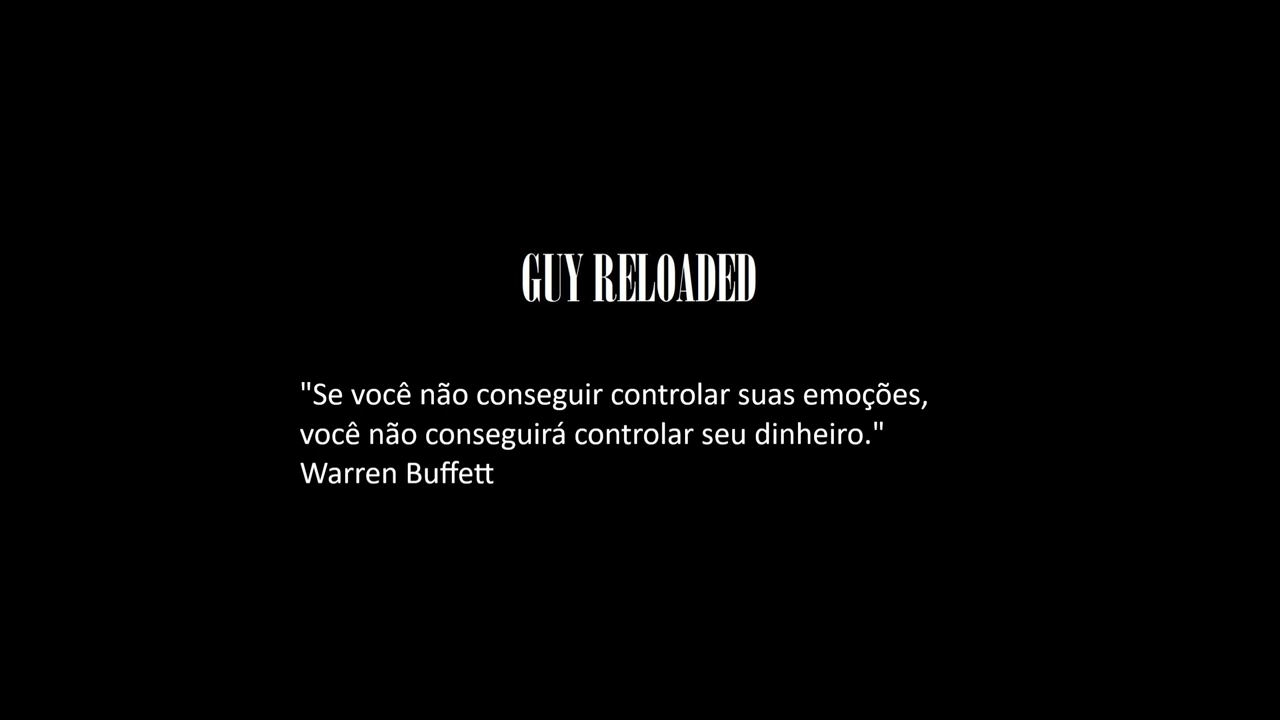 GUY RELOADED
"Se você não conseguir controlar suas emoções,
você não conseguirá controlar seu dinheiro."
Warren Buffett